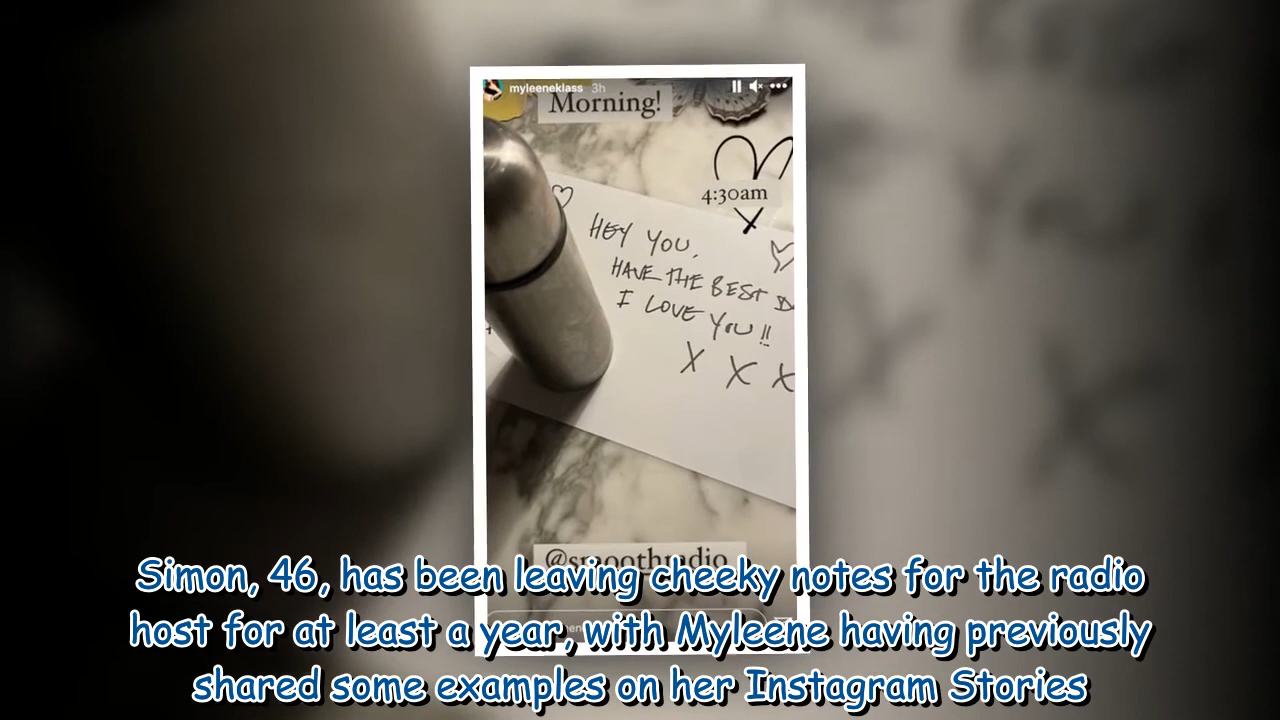 myleeneklass 3h
Morning!
4:30am
HEY YOU,
HAVE THE BEST D
I LOVE YOU!!
X X X
@smoothradio
Simon, 46, has been leaving cheeky notes for the radio
host for at least a year, with Myleene having previously
shared some examples on her Instagram Stories